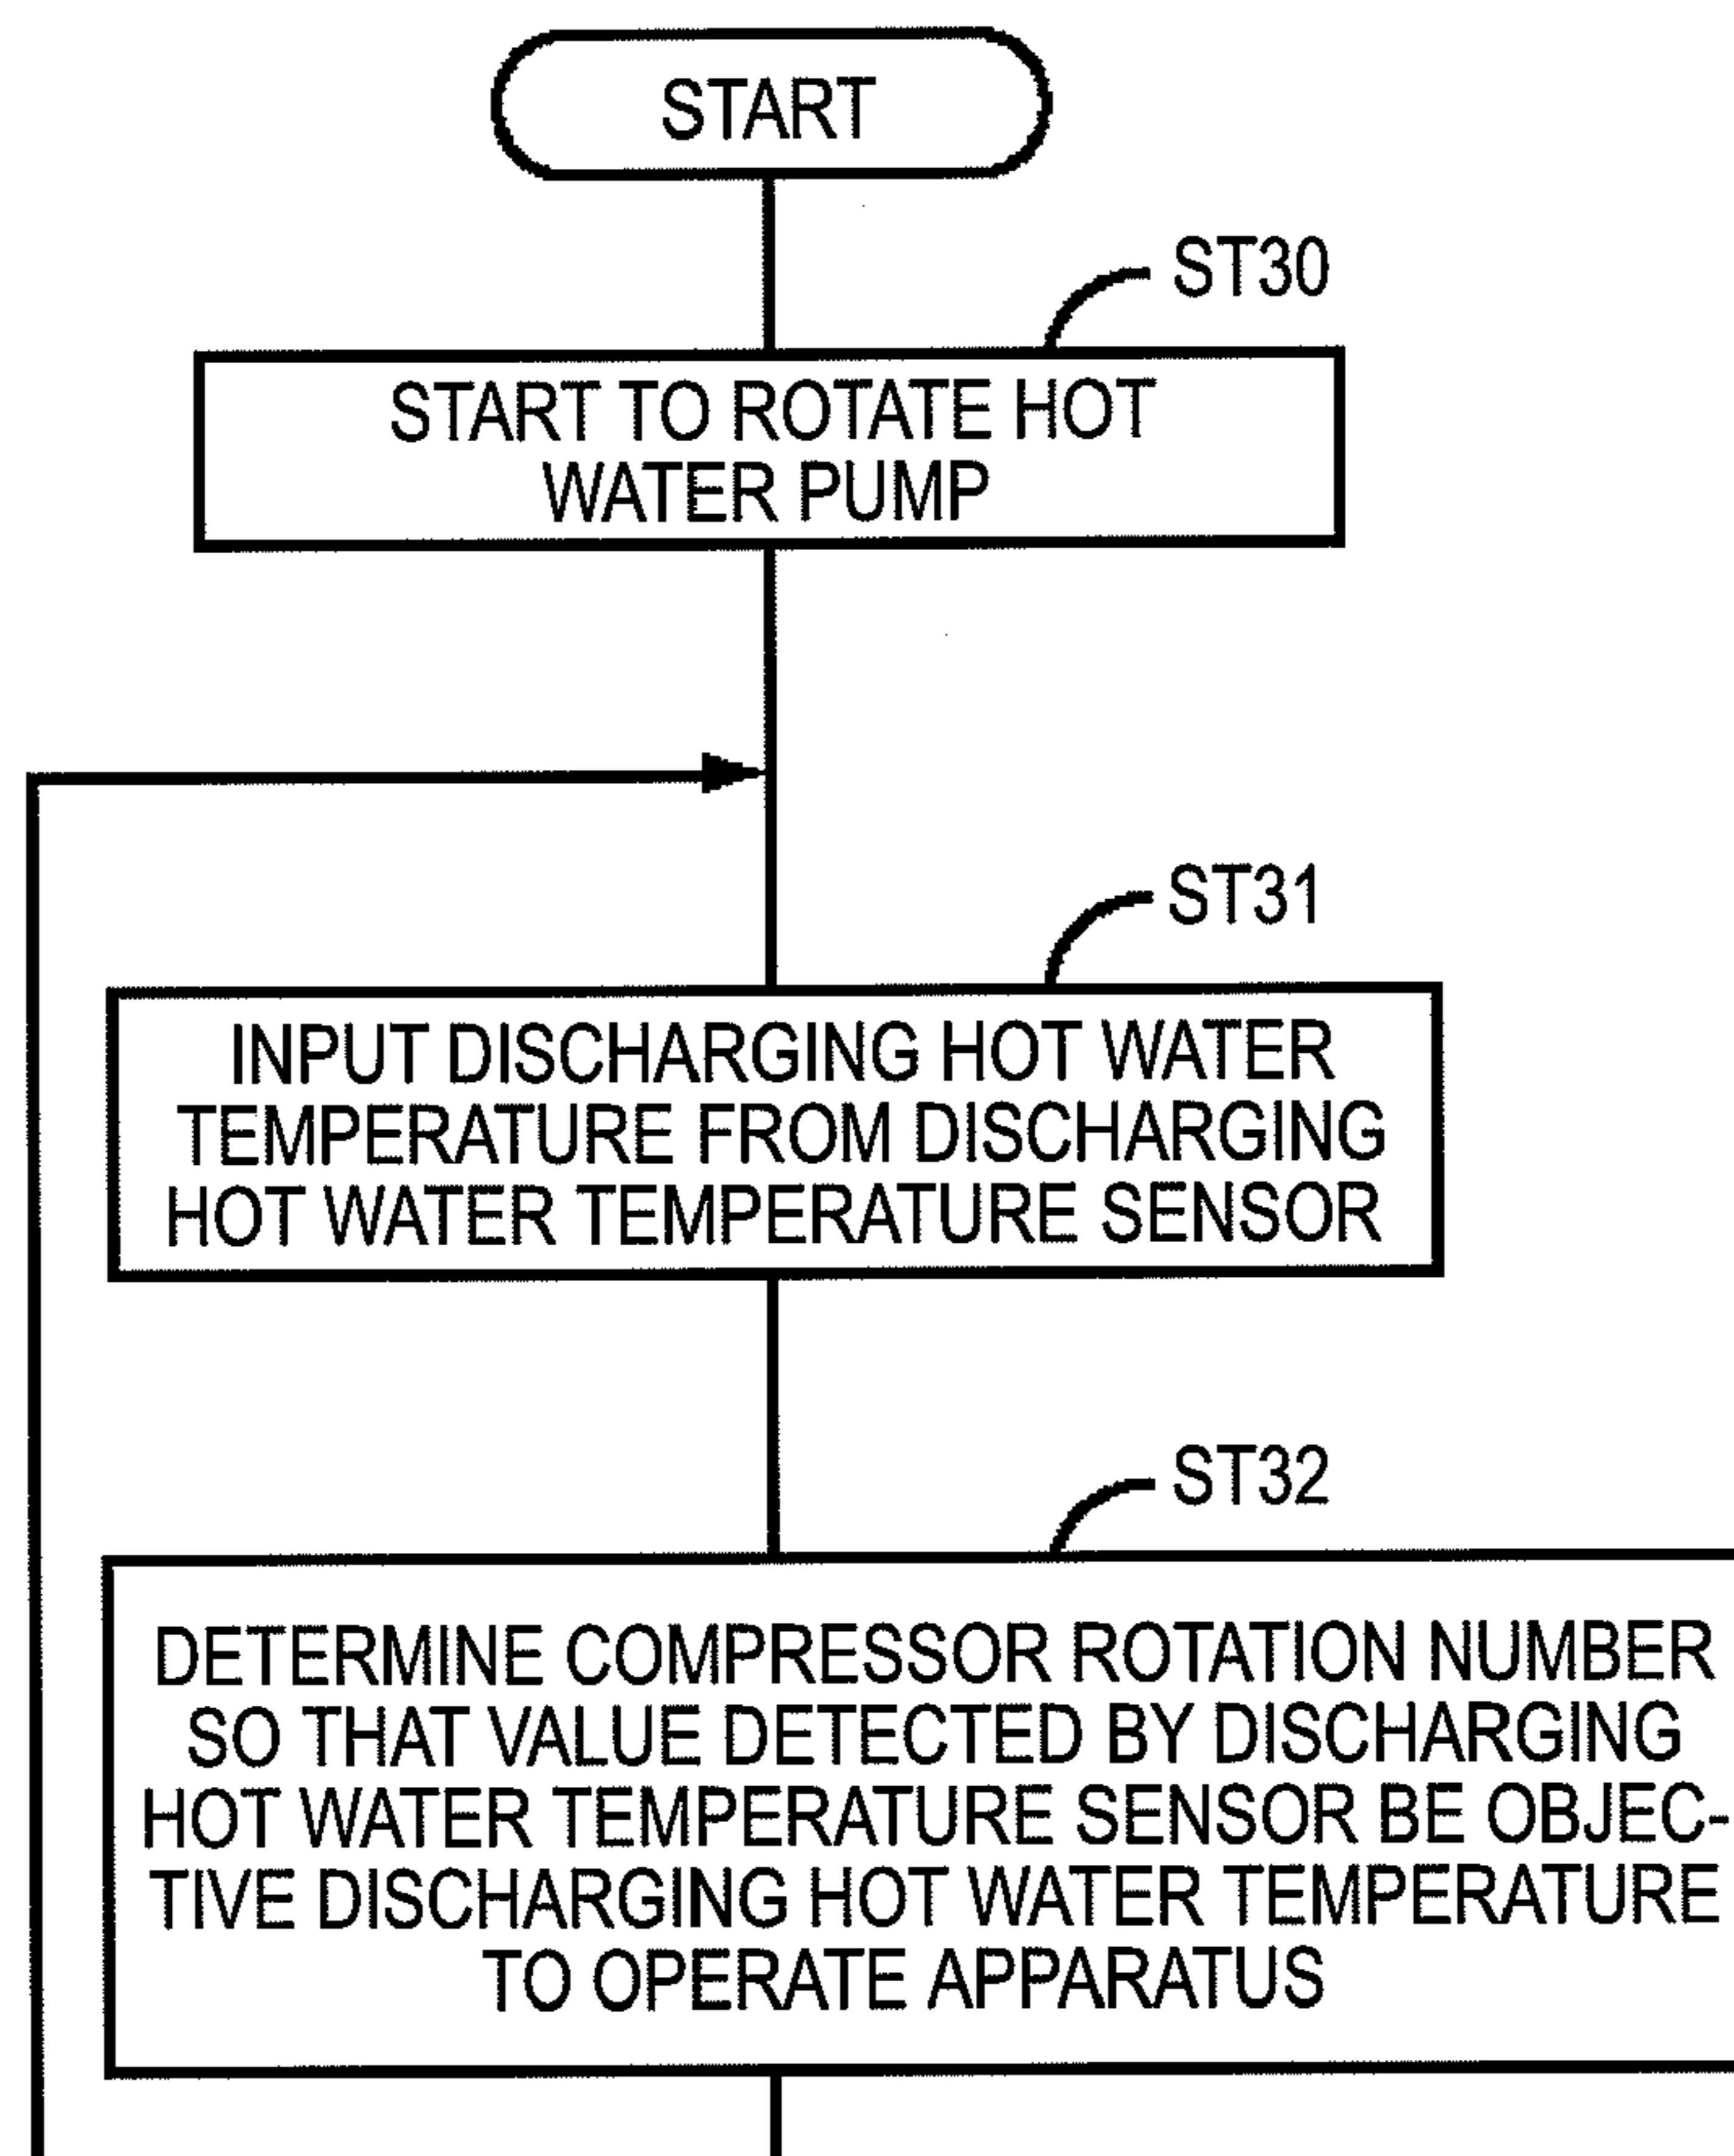 START
ST30
START TO ROTATE HOT
WATER PUMP
ST31
INPUT DISCHARGING HOT WATER
TEMPERATURE FROM DISCHARGING
HOT WATER TEMPERATURE SENSOR
ST32
DETERMINE COMPRESSOR ROTATION NUMBER
SO THAT VALUE DETECTED BY DISCHARGING
HOT WATER TEMPERATURE SENSOR BE OBJEC-
TIVE DISCHARGING HOT WATER TEMPERATURE
TO OPERATE APPARATUS